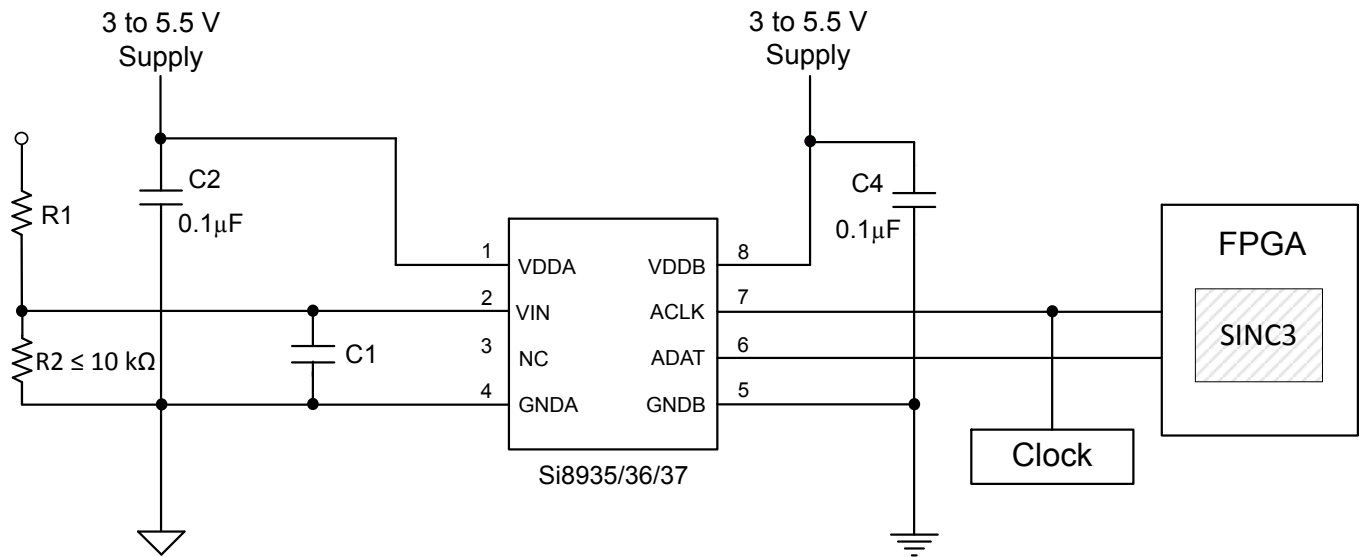 3 to 5.5 V
Supply
3 to 5.5 V
Supply
C2
0.1μF
R1
C4
0.1μF
FPGA
SINC3
1
VDDA
VDDB
8
2
VIN
ACLK
7
3
NC
ADAT
6
4
GNDA
GNDB
5
R2 ≤ 10 kΩ
C1
Clock
Si8935/36/37